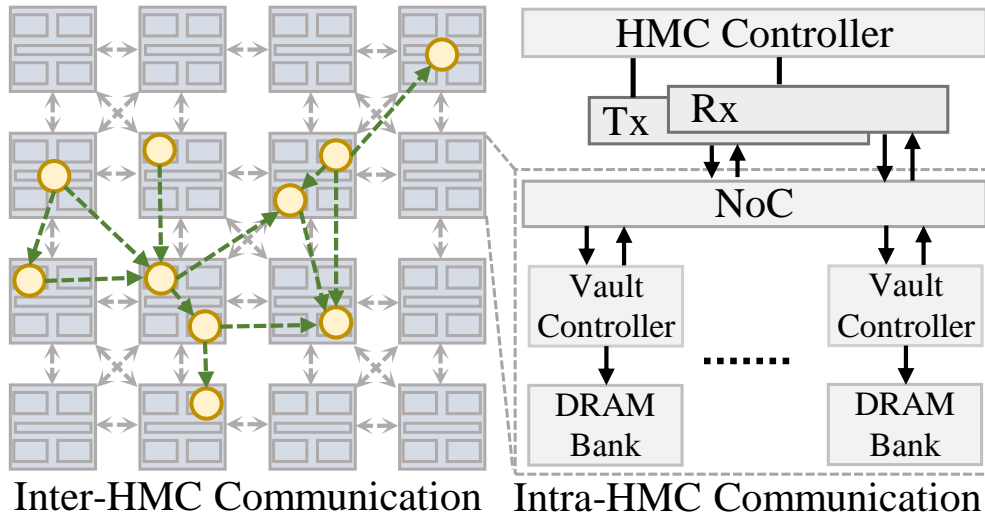 HMC Controller
Tx
Rx
NoC
Vault
Controller
Vault
Controller
DRAM
Bank
DRAM
Bank
Inter-HMC Communication
Intra-HMC Communication